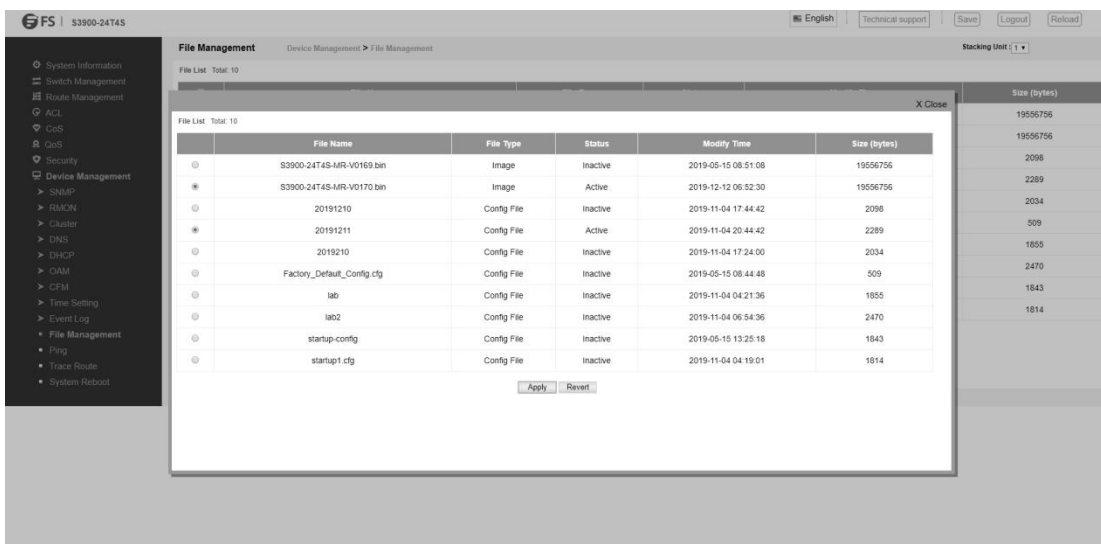 FS | S3900-24T4S English Technical support Save Logout Reload
File Management Device Management > File Management Stacking Unit : 1
File List Total: 10
Size (bytes)
19556756
19556756
2098
2289
2034
509
1855
2470
1843
1814
System Information
Switch Management
Route Management
ACL
CoS
QoS
Security
Device Management
> SNMP
> RMON
> Cluster
> DNS
> DHCP
> OAM
> CFM
> Time Setting
> Event Log
File Management
Ping
Trace Route
System Reboot
X Close
File List Total: 10
File Name File Type Status Modify Time Size (bytes)
S3900-24T4S-MR-V0169.bin Image Inactive 2019-05-15 08:51:08 19556756
S3900-24T4S-MR-V0170.bin Image Active 2019-12-12 06:52:30 19556756
20191210 Config File Inactive 2019-11-04 17:44:42 2098
20191211 Config File Active 2019-11-04 20:44:42 2289
2019210 Config File Inactive 2019-11-04 17:24:00 2034
Factory_Default_Config.cfg Config File Inactive 2019-05-15 08:44:48 509
lab Config File Inactive 2019-11-04 04:21:36 1855
lab2 Config File Inactive 2019-11-04 06:54:36 2470
startup-config Config File Inactive 2019-05-15 13:25:18 1843
startup1.cfg Config File Inactive 2019-11-04 04:19:01 1814
Apply Revert